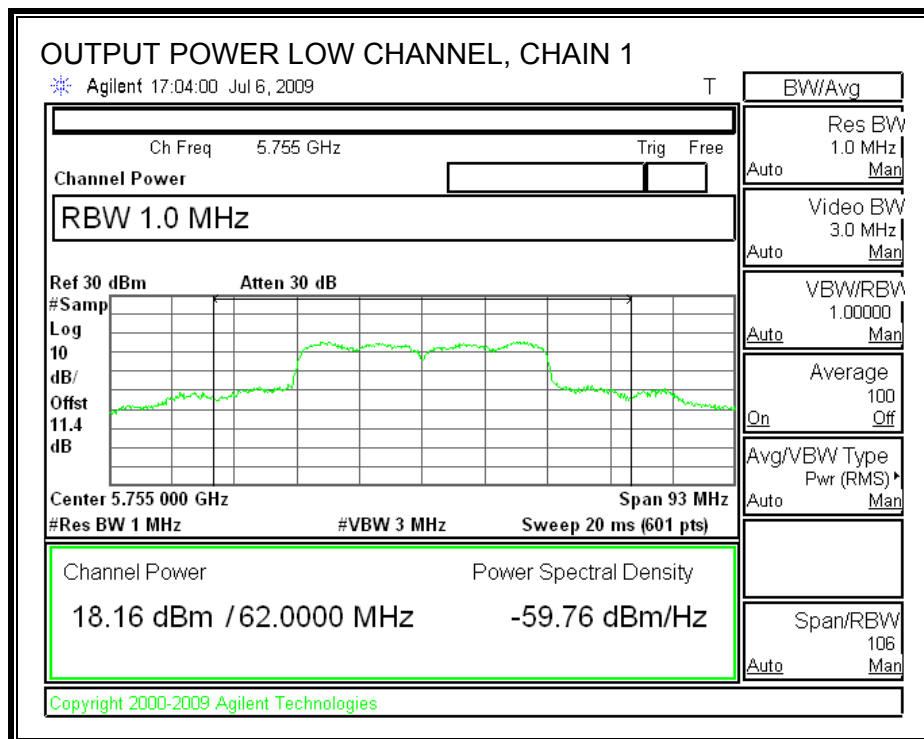 OUTPUT POWER LOW CHANNEL, CHAIN 1
Agilent 17:04:00 Jul 6, 2009 T
BW/Avg
Ch Freq 5.755 GHz Trig Free
Channel Power
RBW 1.0 MHz
Res BW
1.0 MHz
Auto Man
Video BW
3.0 MHz
Auto Man
VBW/RBW
1.00000
Auto Man
Average
100
On Off
Avg/VBW Type
Pwr (RMS)
Auto Man
Span/RBW
106
Auto Man
Ref 30 dBm Atten 30 dB
#Samp
Log
10
dB/
Offst
11.4
dB
Center 5.755 000 GHz Span 93 MHz
#Res BW 1 MHz #VBW 3 MHz Sweep 20 ms (601 pts)
Channel Power Power Spectral Density
18.16 dBm / 62.0000 MHz -59.76 dBm/Hz
Copyright 2000-2009 Agilent Technologies